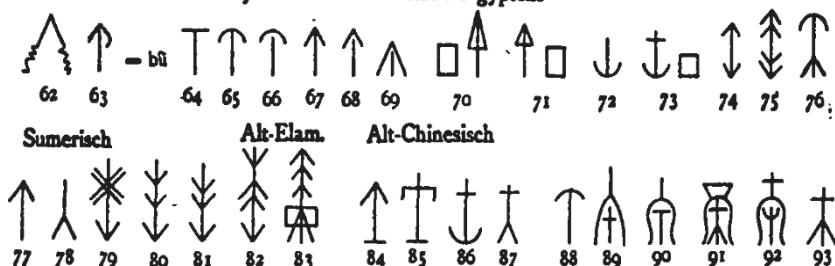 – bū
62 63 64 65 66 67 68 69 70 71 72 73 74 75 76
Sumerisch Alt-Elam. Alt-Chinesisch
77 78 79 80 81 82 83 84 85 86 87 88 89 90 91 92 93